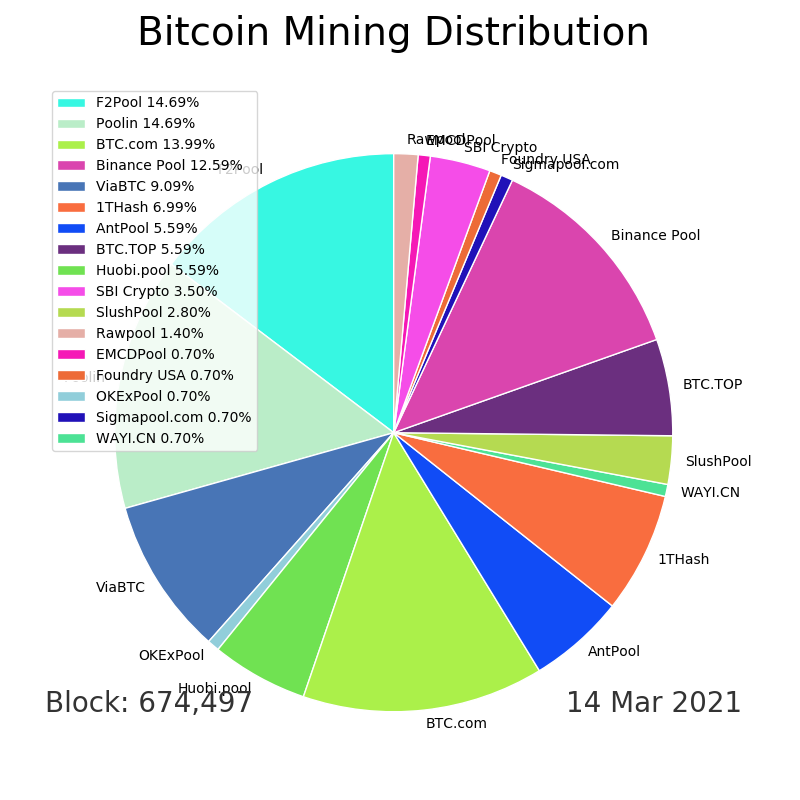 Bitcoin Mining Distribution
F2Pool 14.69%
Poolin 14.69%
BTC.com 13.99%
Binance Pool 12.59%
ViaBTC 9.09%
1THash 6.99%
AntPool 5.59%
BTC.TOP 5.59%
Huobi.pool 5.59%
SBI Crypto 3.50%
SlushPool 2.80%
Rawpool 1.40%
EMCDPool 0.70%
Foundry USA 0.70%
OKExPool 0.70%
Sigmapool.com 0.70%
WAYI.CN 0.70%
Rawpool
EMCDPool
SBI Crypto
Foundry USA
Sigmapool.com
Binance Pool
BTC.TOP
SlushPool
WAYI.CN
1THash
AntPool
BTC.com
Huobi.pool
OKExPool
ViaBTC
Poolin
F2Pool
Block: 674,497
14 Mar 2021